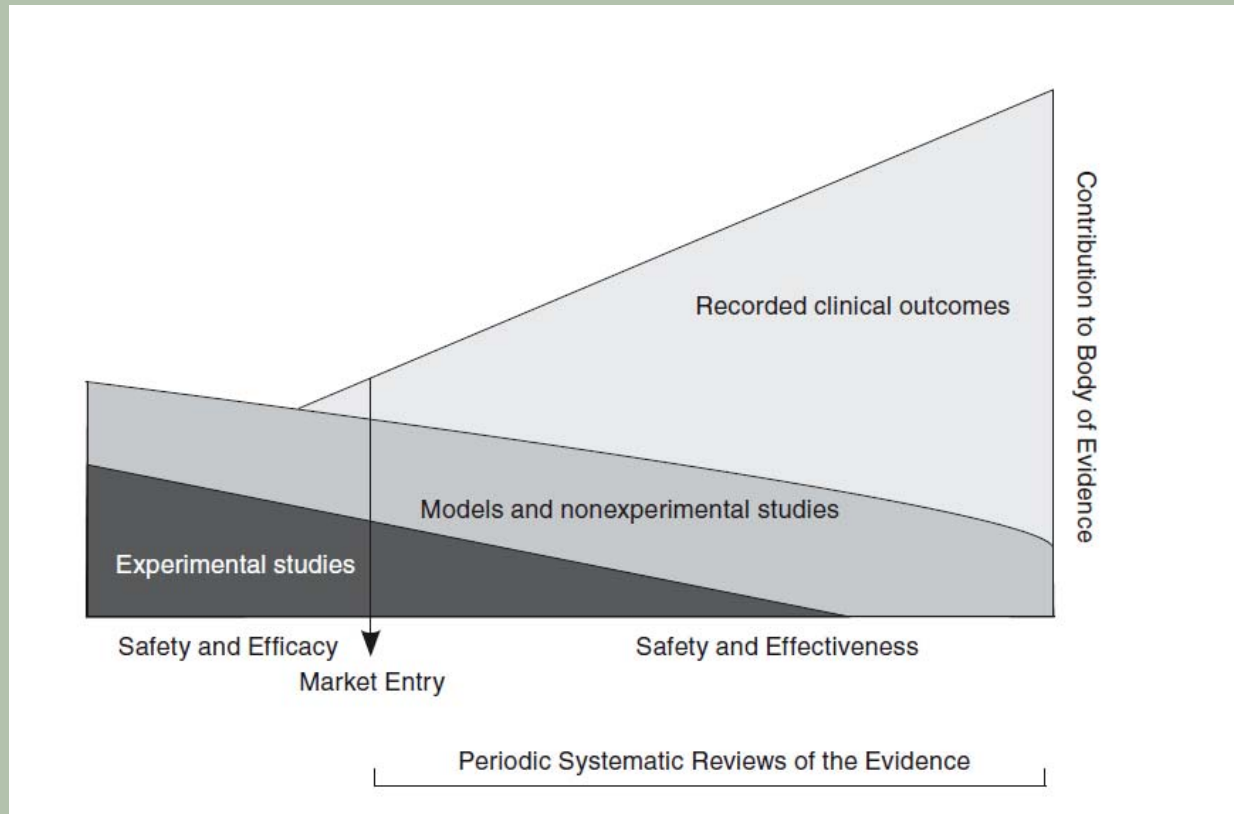 Recorded clinical outcomes
Contribution to Body of Evidence
Models and nonexperimental studies
Experimental studies
Safety and Efficacy
Safety and Effectiveness
Market Entry
Periodic Systematic Reviews of the Evidence